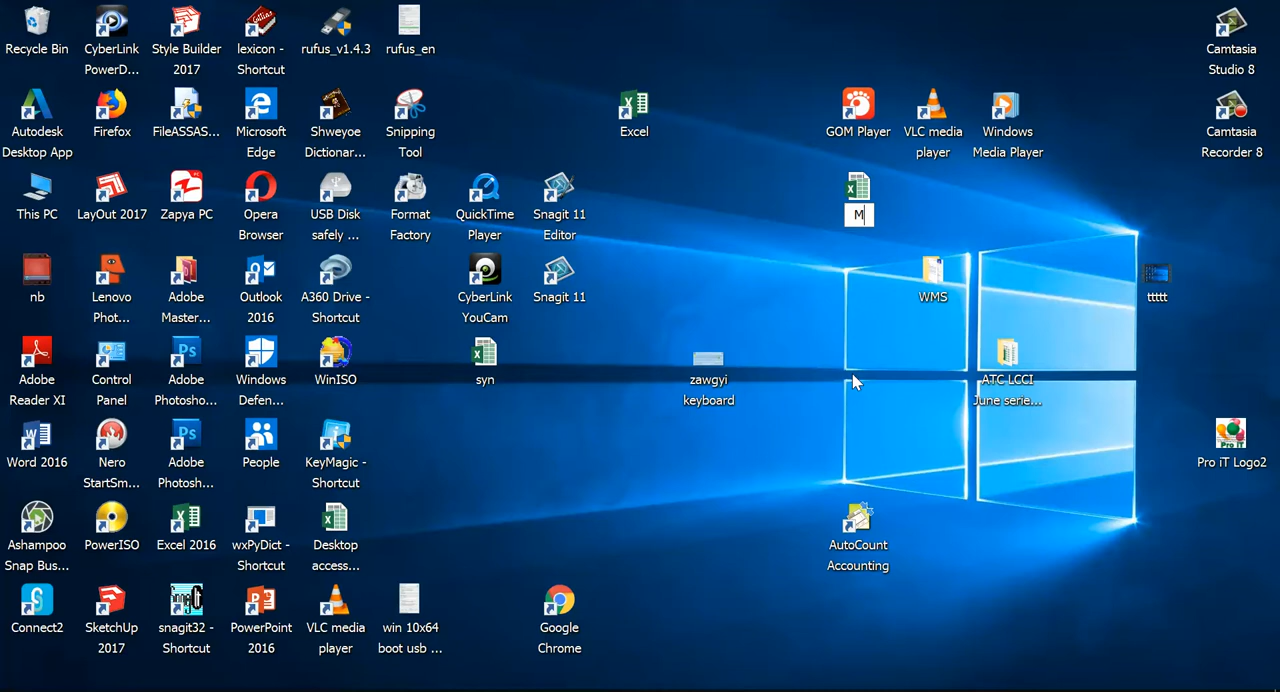 Recycle Bin
CyberLink
PowerD...
Style Builder
2017
lexicon -
Shortcut
rufus_v1.4.3
rufus_en
Camtasia
Studio 8
Autodesk
Desktop App
Firefox
FileASSAS...
Microsoft
Edge
Shweyoe
Dictionar...
Snipping
Tool
Excel
GOM Player
VLC media
player
Windows
Media Player
Camtasia
Recorder 8
This PC
LayOut 2017
Zapya PC
Opera
Browser
USB Disk
safely ...
Format
Factory
QuickTime
Player
Snagit 11
Editor
M
nb
Lenovo
Phot...
Adobe
Master...
Outlook
2016
A360 Drive -
Shortcut
CyberLink
YouCam
Snagit 11
WMS
ttttt
Adobe
Reader XI
Control
Panel
Adobe
Photosho...
Windows
Defen...
WinISO
syn
zawgyi
keyboard
ATC LCCI
June serie...
Word 2016
Nero
StartSm...
Adobe
Photosh...
People
KeyMagic -
Shortcut
Pro iT
Pro iT Logo2
Ashampoo
Snap Bus...
PowerISO
Excel 2016
wxPyDict -
Shortcut
Desktop
access...
AutoCount
Accounting
Connect2
SketchUp
2017
snagit32 -
Shortcut
PowerPoint
2016
VLC media
player
win 10x64
boot usb ...
Google
Chrome